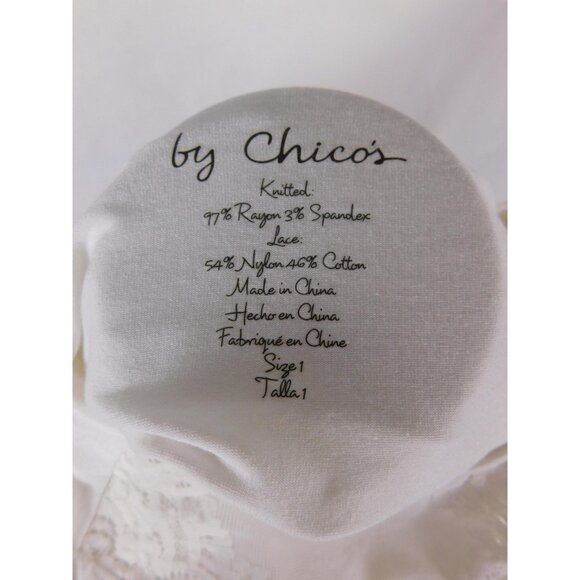 by Chico's
Knitted:
97% Rayon 3% Spandex
Lace:
54% Nylon 46% Cotton
Made in China
Hecho en China
Fabriqué en Chine
Size 1
Talla 1